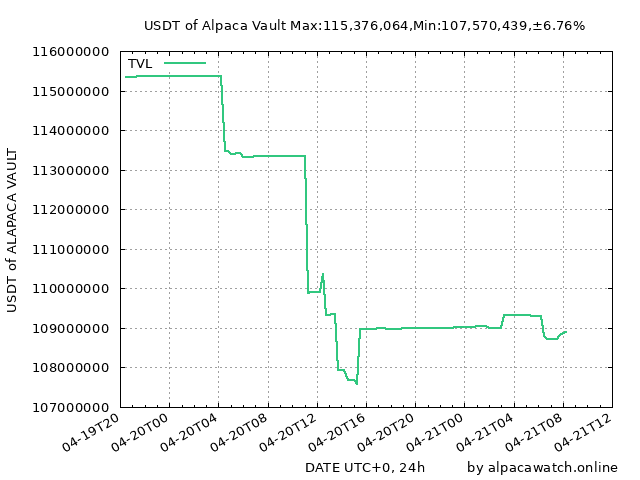 USDT of Alpaca Vault Max:115,376,064,Min:107,570,439,±6.76%
TVL
116000000
115000000
114000000
113000000
112000000
111000000
110000000
109000000
108000000
107000000
USDT of ALAPACA VAULT
04-19T20
04-20T00
04-20T04
04-20T08
04-20T12
04-20T16
04-20T20
04-21T00
04-21T04
04-21T08
04-21T12
DATE UTC+0, 24h
by alpacawatch.online